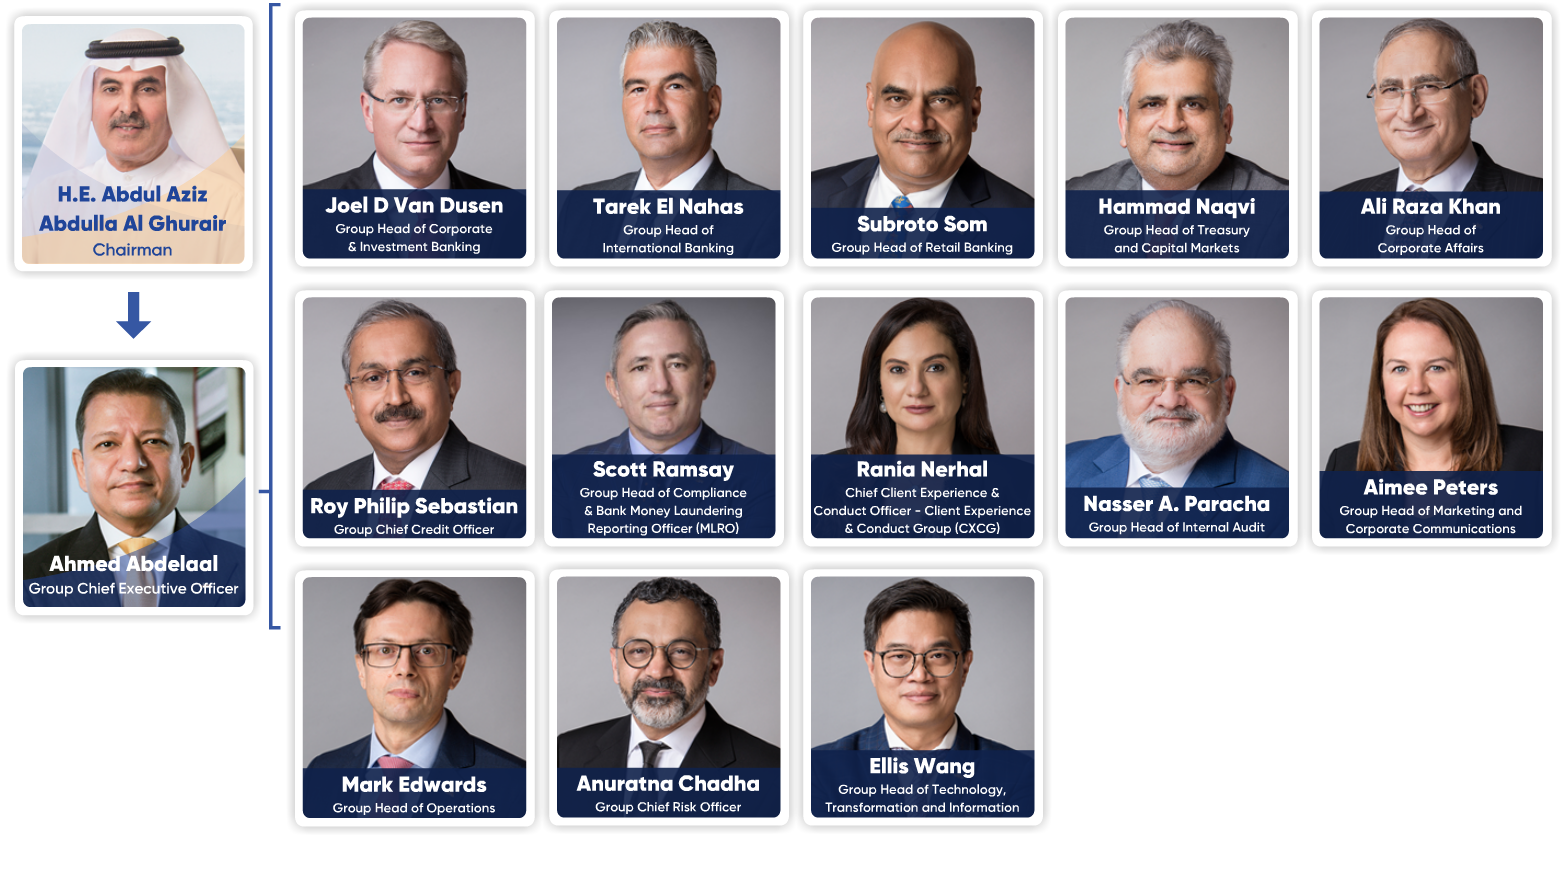 H.E. Abdul Aziz
Abdulla Al Ghurair
Chairman
Ahmed Abdelaal
Group Chief Executive Officer
Joel D Van Dusen
Group Head of Corporate
& Investment Banking
Tarek El Nahas
Group Head of
International Banking
Subroto Som
Group Head of Retail Banking
Hammad Naqvi
Group Head of Treasury
and Capital Markets
Ali Raza Khan
Group Head of
Corporate Affairs
Roy Philip Sebastian
Group Chief Credit Officer
Scott Ramsay
Group Head of Compliance
& Bank Money Laundering
Reporting Officer (MLRO)
Rania Nerhal
Chief Client Experience &
Conduct Officer - Client Experience
& Conduct Group (CXCG)
Nasser A. Paracha
Group Head of Internal Audit
Aimee Peters
Group Head of Marketing and
Corporate Communications
Mark Edwards
Group Head of Operations
Anuratna Chadha
Group Chief Risk Officer
Ellis Wang
Group Head of Technology,
Transformation and Information